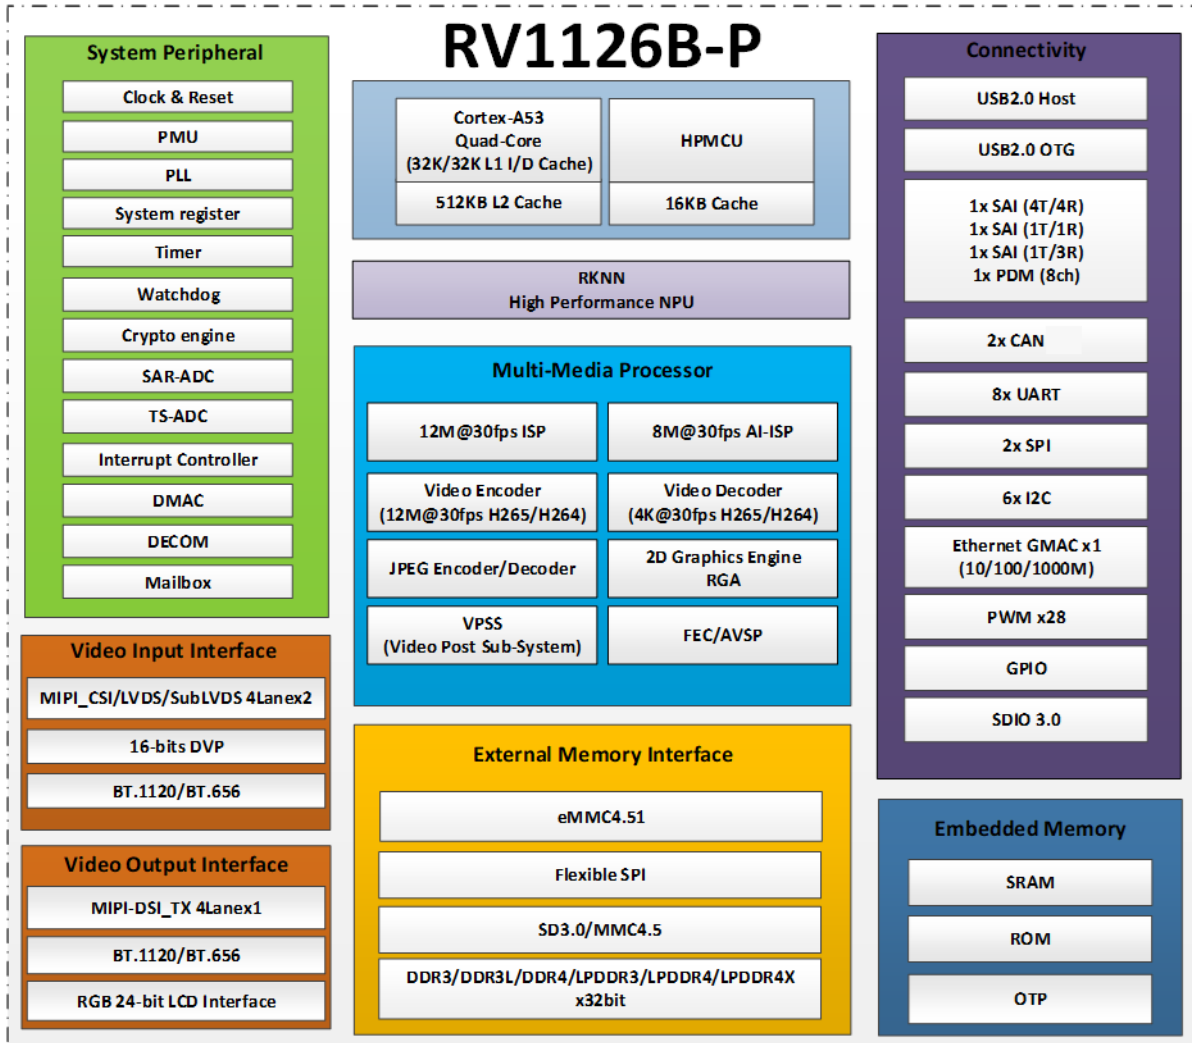 RV1126B-P
System Peripheral
Clock & Reset
PMU
PLL
System register
Timer
Watchdog
Crypto engine
SAR-ADC
TS-ADC
Interrupt Controller
DMAC
DECOM
Mailbox
Video Input Interface
MIPI_CSI/LVDS/SubLVDS 4Lanex2
16-bits DVP
BT.1120/BT.656
Video Output Interface
MIPI-DSI_TX 4Lanex1
BT.1120/BT.656
RGB 24-bit LCD Interface
Cortex-A53
Quad-Core
(32K/32K L1 I/D Cache)
512KB L2 Cache
HPMCU
16KB Cache
RKNN
High Performance NPU
Multi-Media Processor
12M@30fps ISP
8M@30fps AI-ISP
Video Encoder
(12M@30fps H265/H264)
Video Decoder
(4K@30fps H265/H264)
JPEG Encoder/Decoder
2D Graphics Engine
RGA
VPSS
(Video Post Sub-System)
FEC/AVSP
External Memory Interface
eMMC4.51
Flexible SPI
SD3.0/MMC4.5
DDR3/DDR3L/DDR4/LPDDR3/LPDDR4/LPDDR4X
x32bit
Connectivity
USB2.0 Host
USB2.0 OTG
1x SAI (4T/4R)
1x SAI (1T/1R)
1x SAI (1T/3R)
1x PDM (8ch)
2x CAN
8x UART
2x SPI
6x I2C
Ethernet GMAC x1
(10/100/1000M)
PWM x28
GPIO
SDIO 3.0
Embedded Memory
SRAM
ROM
OTP